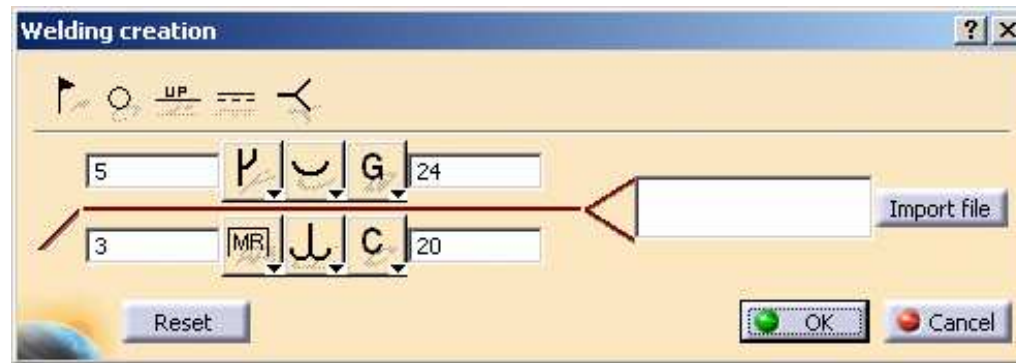 Welding creation
UP
5 G 24
Import file
3 MR C 20
Reset OK Cancel